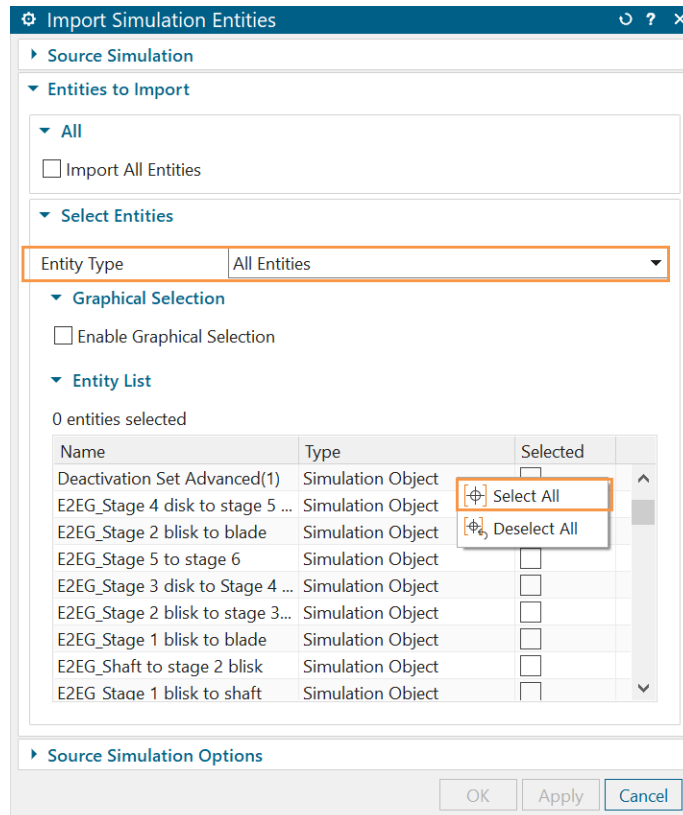 Import Simulation Entities
Source Simulation
Entities to Import
All
Import All Entities
Select Entities
Entity Type All Entities
Graphical Selection
Enable Graphical Selection
Entity List
0 entities selected
Name Type Selected
Deactivation Set Advanced(1) Simulation Object
E2EG_Stage 4 disk to stage 5 ... Simulation Object
Select All
E2EG_Stage 2 blisk to blade Simulation Object
Deselect All
E2EG_Stage 5 to stage 6 Simulation Object
E2EG_Stage 3 disk to Stage 4 ... Simulation Object
E2EG_Stage 2 blisk to stage 3... Simulation Object
E2EG_Stage 1 blisk to blade Simulation Object
E2EG_Shaft to stage 2 blisk Simulation Object
E2EG_Stage 1 blisk to shaft Simulation Object
Source Simulation Options
OK Apply Cancel